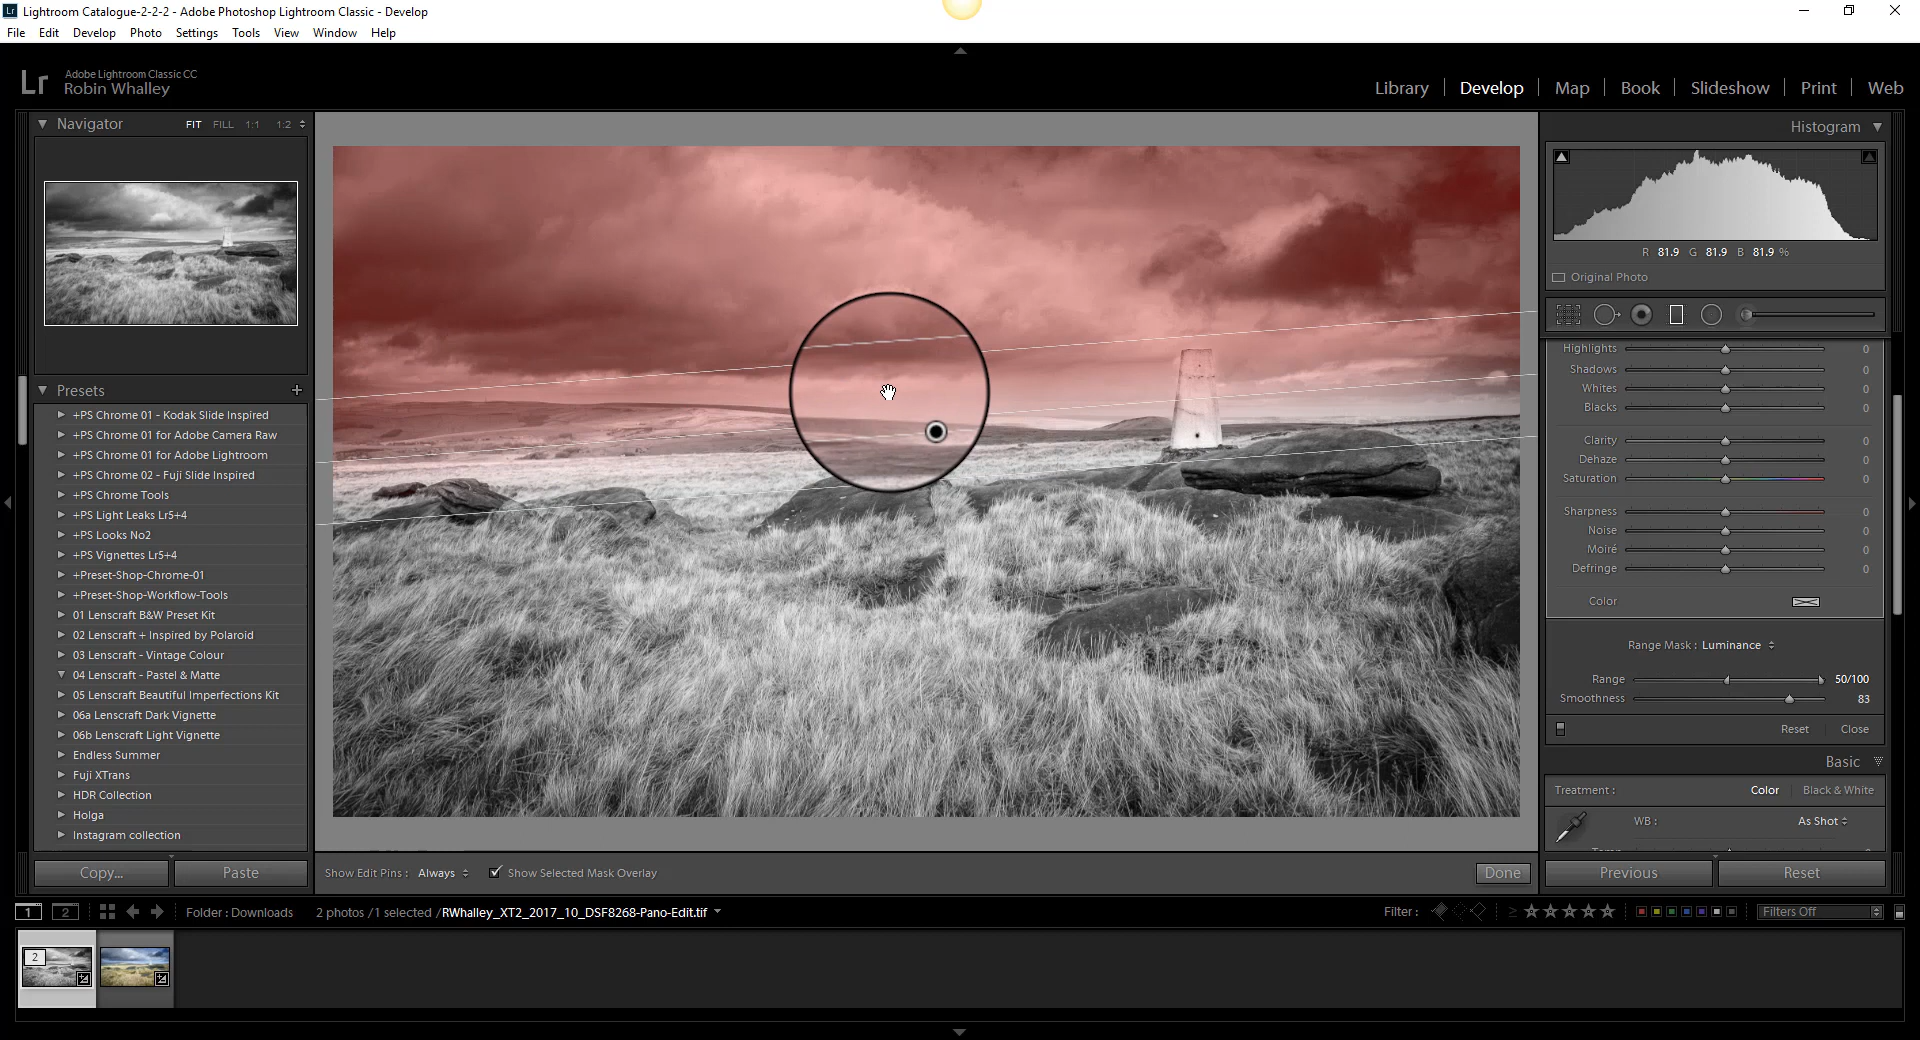 Lr Lightroom Catalogue-2-2-2 - Adobe Photoshop Lightroom Classic - Develop
File Edit Develop Photo Settings Tools View Window Help
Lr Adobe Lightroom Classic CC
Robin Whalley
Library Develop Map Book Slideshow Print Web
Navigator FIT FILL 1:1 1:2
Presets +
+PS Chrome 01 - Kodak Slide Inspired
+PS Chrome 01 for Adobe Camera Raw
+PS Chrome 01 for Adobe Lightroom
+PS Chrome 02 - Fuji Slide Inspired
+PS Chrome Tools
+PS Light Leaks Lr5+4
+PS Looks No2
+PS Vignettes Lr5+4
+Preset-Shop-Chrome-01
+Preset-Shop-Workflow-Tools
01 Lenscraft B&W Preset Kit
02 Lenscraft + Inspired by Polaroid
03 Lenscraft - Vintage Colour
04 Lenscraft - Pastel & Matte
05 Lenscraft Beautiful Imperfections Kit
06a Lenscraft Dark Vignette
06b Lenscraft Light Vignette
Endless Summer
Fuji XTrans
HDR Collection
Holga
Instagram collection
Copy... Paste
Show Edit Pins : Always Show Selected Mask Overlay Done
Histogram
R 81.9 G 81.9 B 81.9 %
Original Photo
Highlights 0
Shadows 0
Whites 0
Blacks 0
Clarity 0
Dehaze 0
Saturation 0
Sharpness 0
Noise 0
Moiré 0
Defringe 0
Color
Range Mask : Luminance
Range 50/100
Smoothness 83
Reset Close
Basic
Treatment : Color Black & White
WB : As Shot
Previous Reset
1 2 Folder : Downloads 2 photos /1 selected /RWhalley_XT2_2017_10_DSF8268-Pano-Edit.tif Filter : Filters Off
2